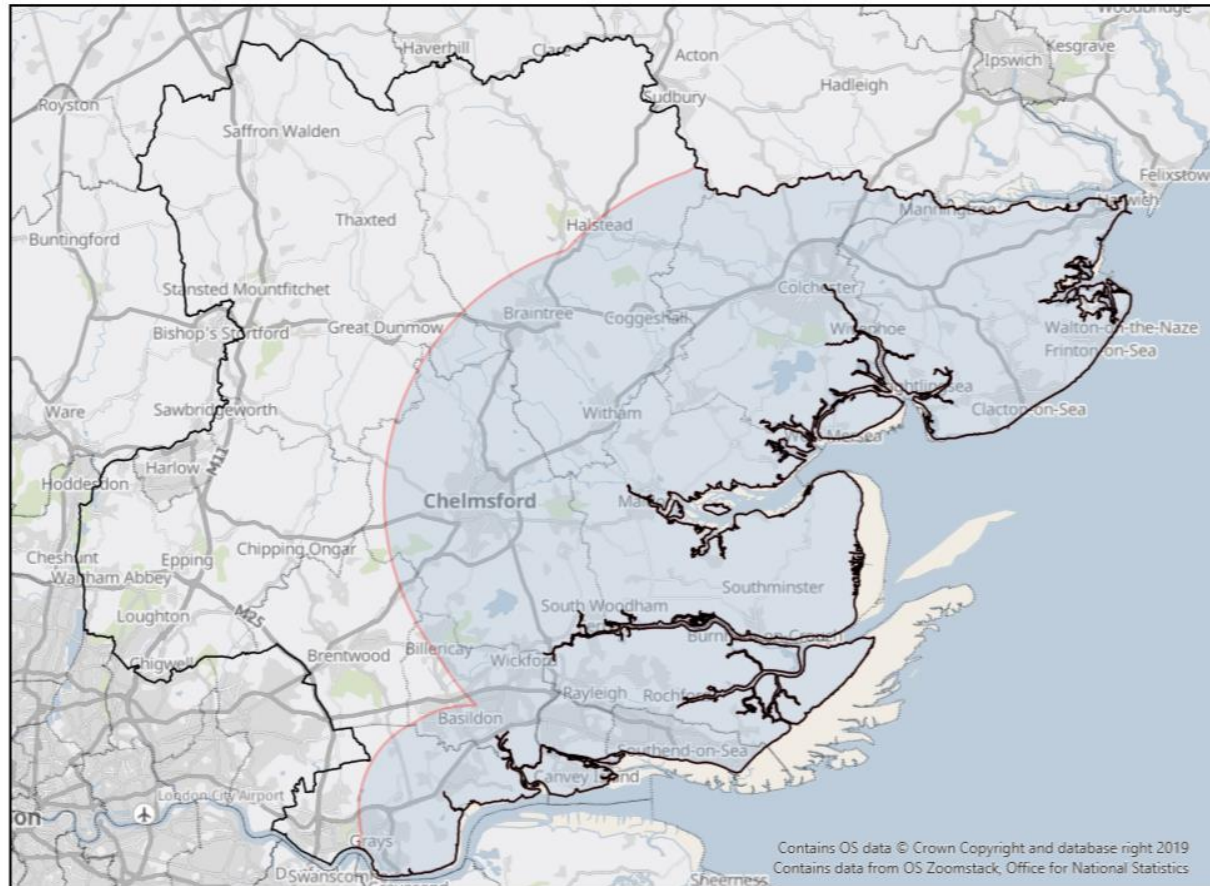 Woodbridge
Haverhill
Clare
Acton
Ipswich
Kesgrave
Royston
Sudbury
Hadleigh
Saffron Walden
Felixstow
Harwich
Thaxted
Halstead
Manningtree
Buntingford
Stansted Mountfitchet
Colchester
Bishop's Stortford
Great Dunmow
Braintree
Coggeshall
Wivenhoe
Walton-on-the-Naze
Frinton-on-Sea
Ware
Sawbridgeworth
Witham
Clacton-on-Sea
M11
Harlow
Hoddesdon
Chelmsford
Cheshunt
Epping
Chipping Ongar
Waltham Abbey
Southminster
Loughton
M25
South Woodham
Chigwell
Brentwood
Billericay
Wickford
Rayleigh
Basildon
Southend-on-Sea
Canvey Island
London City Airport
Grays
Swanscom
Sheerness
Contains OS data © Crown Copyright and database right 2019
Contains data from OS Zoomstack, Office for National Statistics